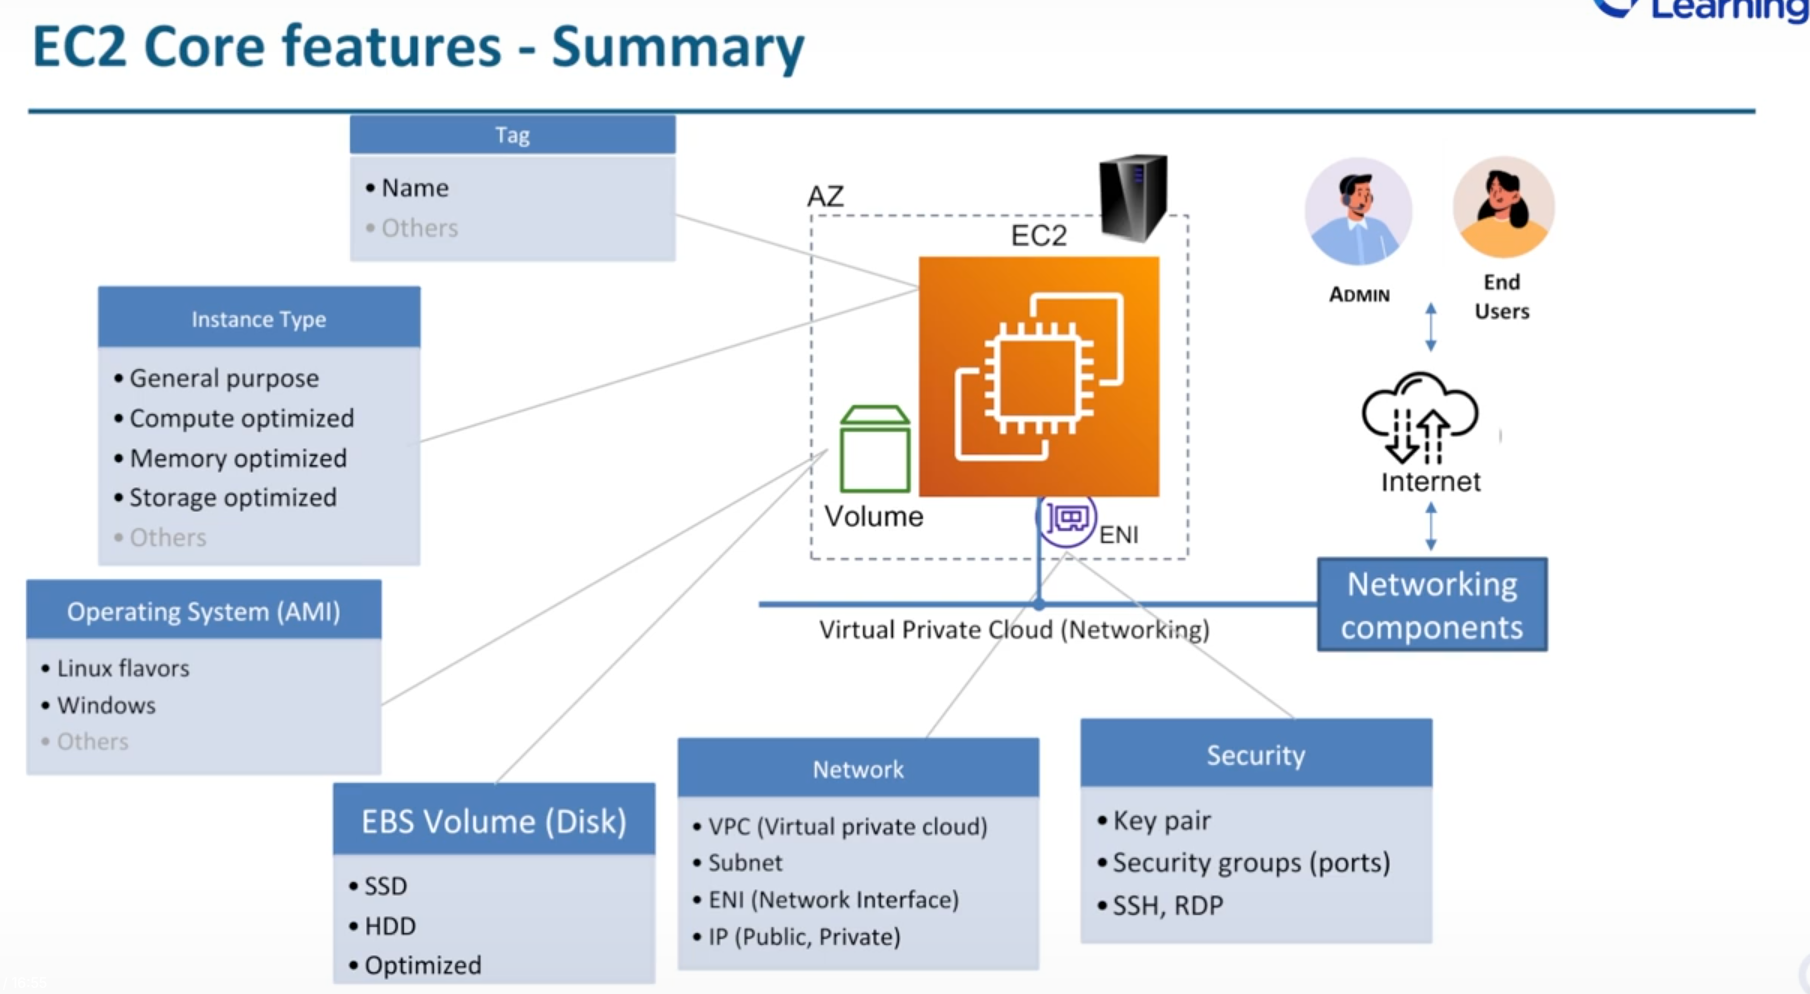 Learning
EC2 Core features - Summary
Tag
• Name
• Others
AZ
EC2
Volume
ENI
Virtual Private Cloud (Networking)
ADMIN
End
Users
Internet
Networking
components
Instance Type
• General purpose
• Compute optimized
• Memory optimized
• Storage optimized
• Others
Operating System (AMI)
• Linux flavors
• Windows
• Others
EBS Volume (Disk)
• SSD
• HDD
• Optimized
Network
• VPC (Virtual private cloud)
• Subnet
• ENI (Network Interface)
• IP (Public, Private)
Security
• Key pair
• Security groups (ports)
• SSH, RDP